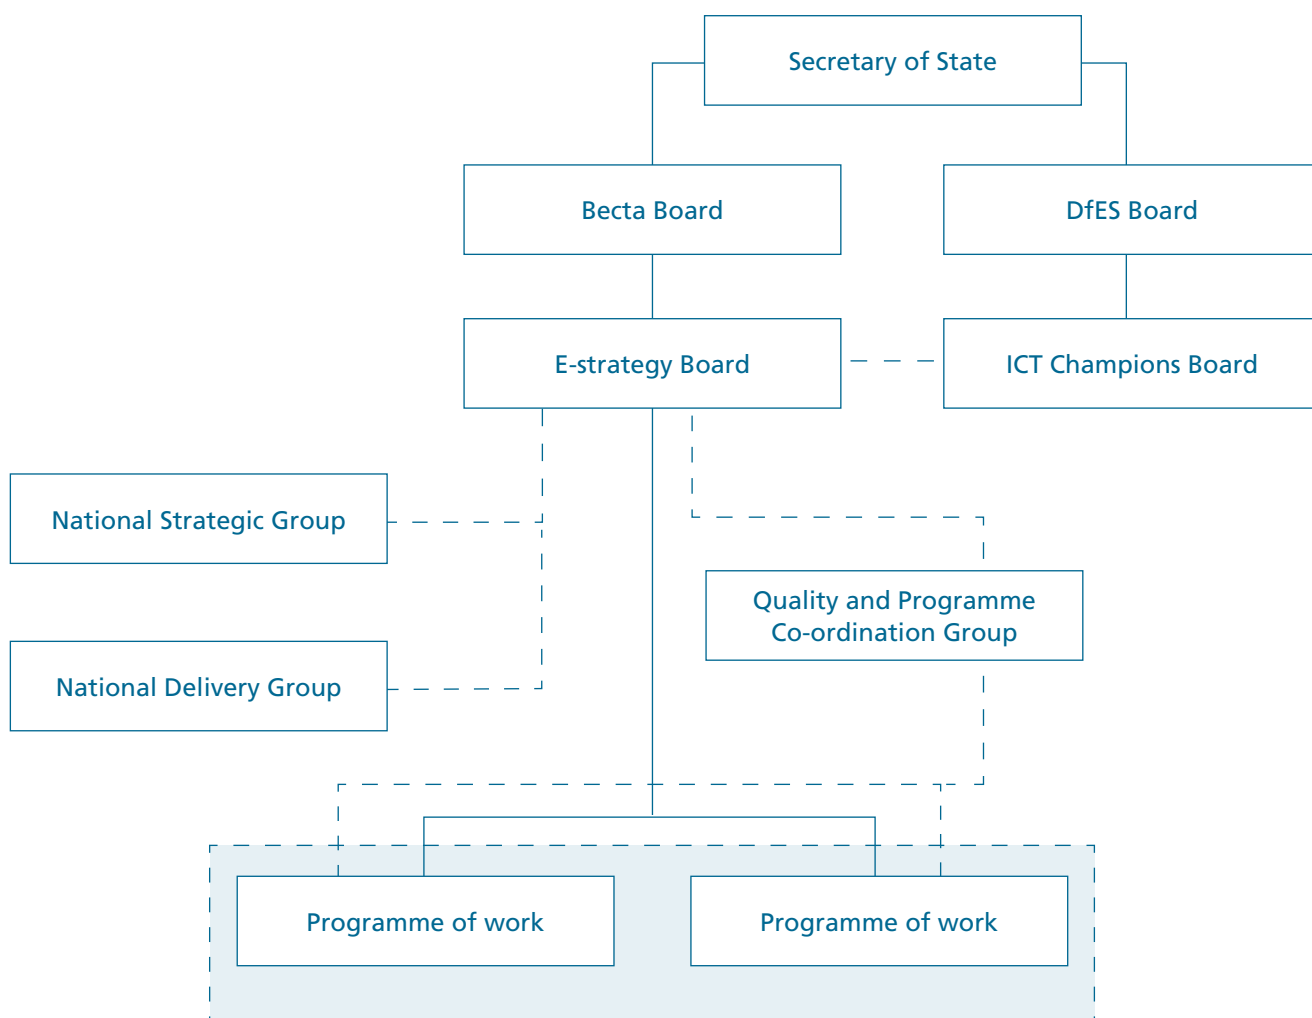 Secretary of State
Becta Board
DfES Board
E-strategy Board
ICT Champions Board
National Strategic Group
Quality and Programme
Co-ordination Group
National Delivery Group
Programme of work
Programme of work